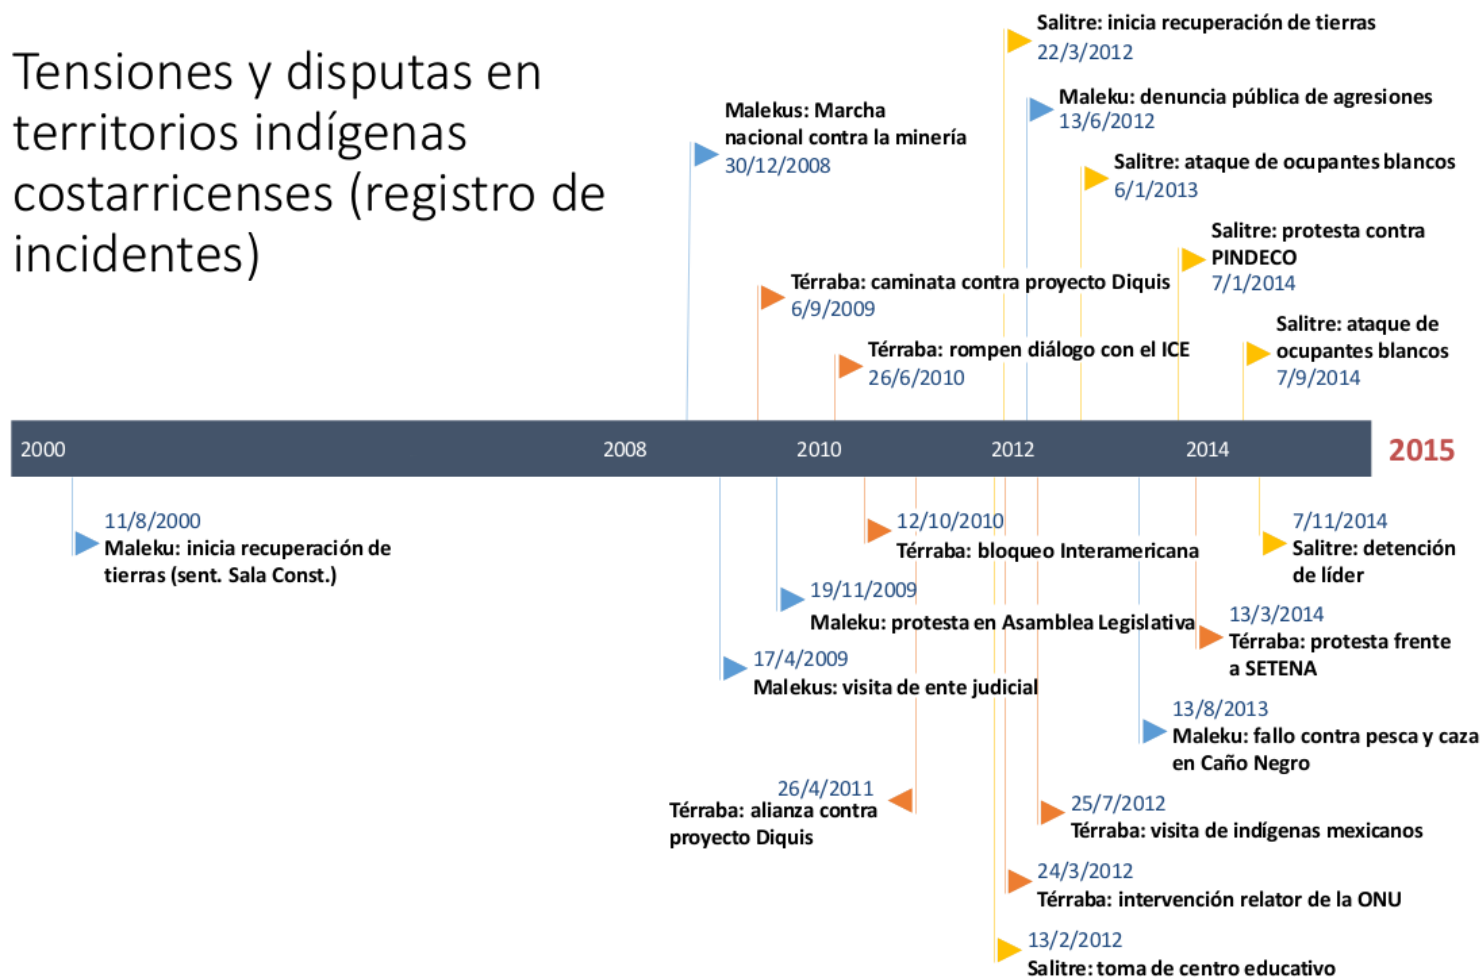 Tensiones y disputas en
territorios indígenas
costarricenses (registro de
incidentes)
Salitre: inicia recuperación de tierras
22/3/2012
Malekus: Marcha
nacional contra la minería
30/12/2008
Maleku: denuncia pública de agresiones
13/6/2012
Salitre: ataque de ocupantes blancos
6/1/2013
Salitre: protesta contra
PINDECO
7/1/2014
Térraba: caminata contra proyecto Diquis
6/9/2009
Salitre: ataque de
ocupantes blancos
7/9/2014
Térraba: rompen diálogo con el ICE
26/6/2010
2000
2008
2010
2012
2014
2015
11/8/2000
Maleku: inicia recuperación de
tierras (sent. Sala Const.)
12/10/2010
Térraba: bloqueo Interamericana
7/11/2014
Salitre: detención
de líder
19/11/2009
Maleku: protesta en Asamblea Legislativa
13/3/2014
Térraba: protesta frente
a SETENA
17/4/2009
Malekus: visita de ente judicial
13/8/2013
Maleku: fallo contra pesca y caza
en Caño Negro
26/4/2011
Térraba: alianza contra
proyecto Diquis
25/7/2012
Térraba: visita de indígenas mexicanos
24/3/2012
Térraba: intervención relator de la ONU
13/2/2012
Salitre: toma de centro educativo